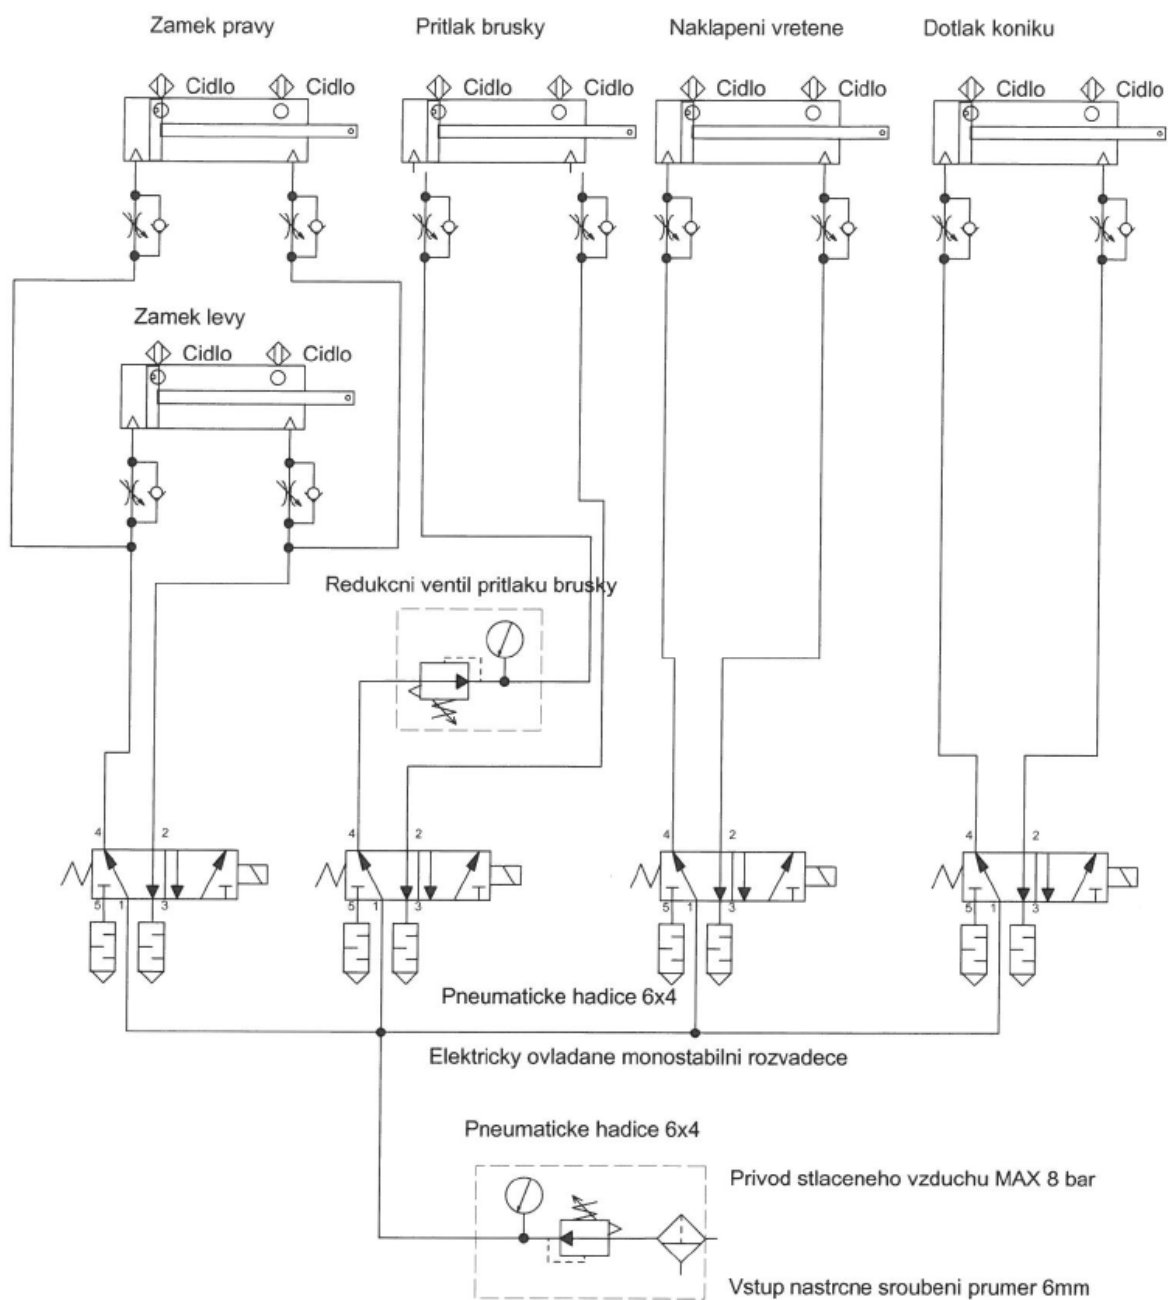 Zamek pravy Pritlak brusky Naklapeni vretene Dotlak koniku
Cidlo Cidlo Cidlo Cidlo Cidlo Cidlo Cidlo Cidlo
Zamek levy
Cidlo Cidlo
Redukcni ventil pritlaku brusky
4 2 4 2 4 2 4 2
5 1 3 5 1 3 5 1 3 5 1 3
Pneumaticke hadice 6x4
Elektricky ovladane monostabilni rozvadece
Pneumaticke hadice 6x4
Privod stlaceneho vzduchu MAX 8 bar
Vstup nastrcne sroubeni prumer 6mm